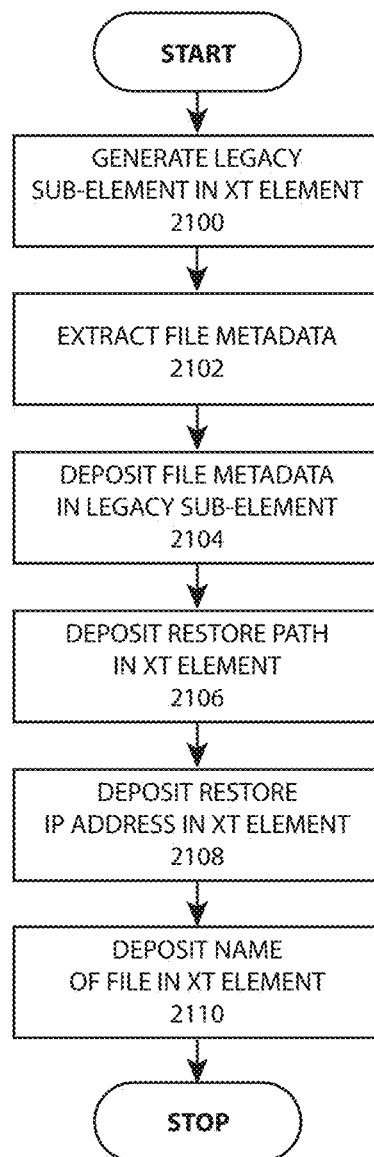 START
GENERATE LEGACY
SUB-ELEMENT IN XT ELEMENT
2100
EXTRACT FILE METADATA
2102
DEPOSIT FILE METADATA
IN LEGACY SUB-ELEMENT
2104
DEPOSIT RESTORE PATH
IN XT ELEMENT
2106
DEPOSIT RESTORE
IP ADDRESS IN XT ELEMENT
2108
DEPOSIT NAME
OF FILE IN XT ELEMENT
2110
STOP